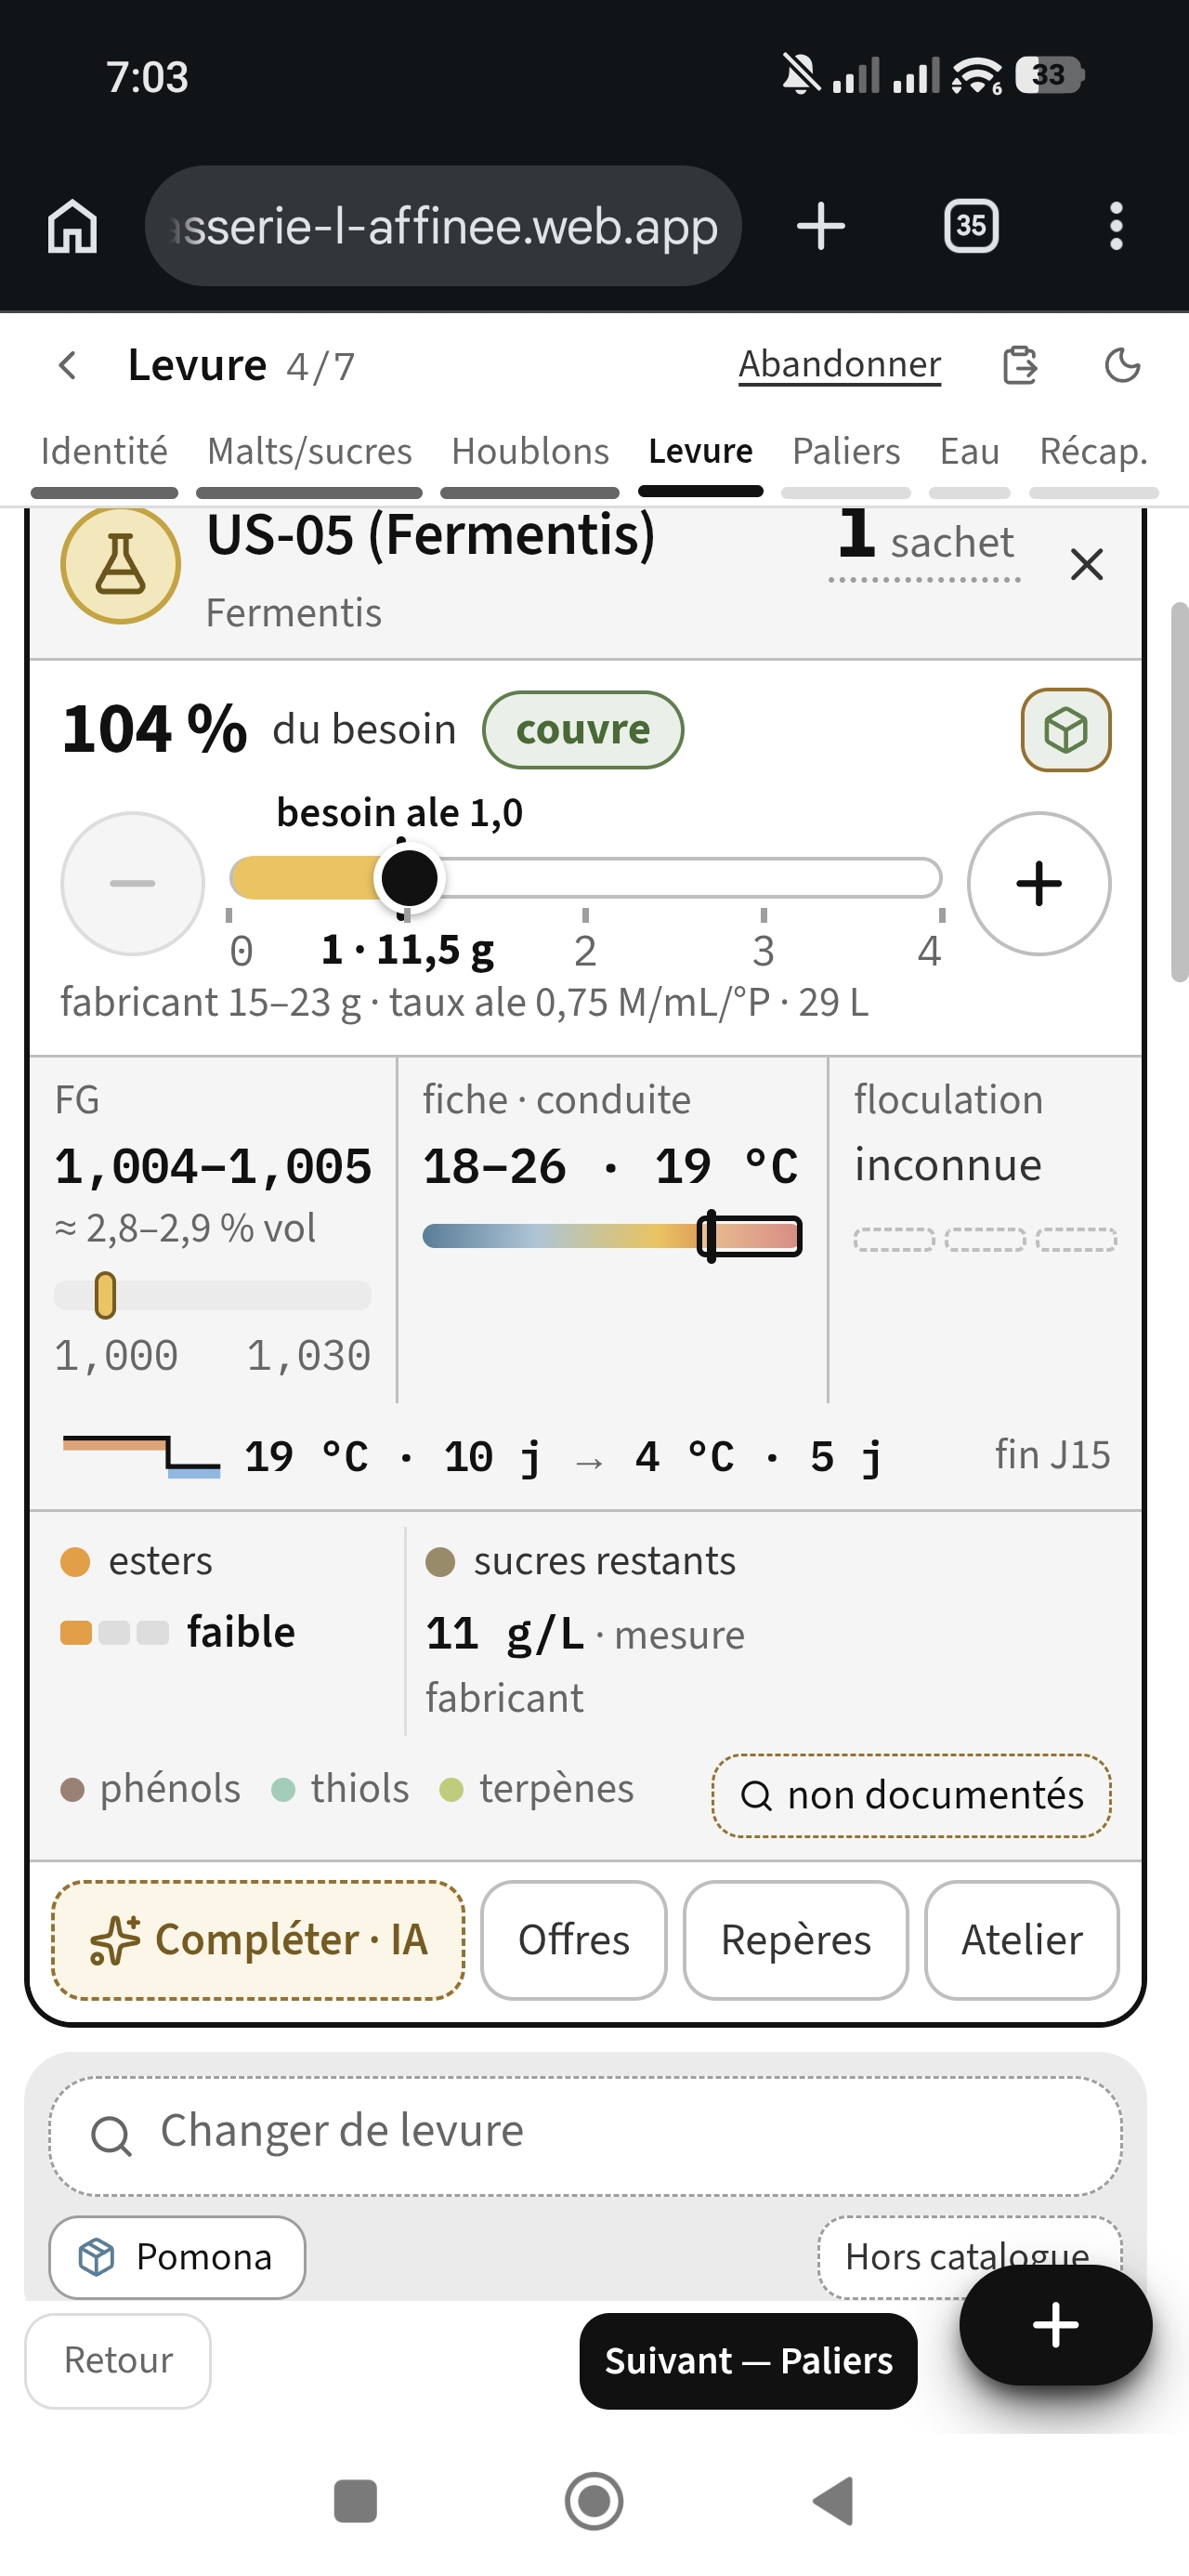 7:03
33
asserie-l-affinee.web.app
35
Levure 4/7
Abandonner
Identité Malts/sucres Houblons Levure Paliers Eau Récap.
US-05 (Fermentis)
1 sachet
Fermentis
104 % du besoin couvre
besoin ale 1,0
0 1 · 11,5 g 2 3 4
fabricant 15–23 g · taux ale 0,75 M/mL/°P · 29 L
FG
1,004–1,005
≈ 2,8–2,9 % vol
1,000 1,030
fiche · conduite
18–26 · 19 °C
floculation
inconnue
19 °C · 10 j → 4 °C · 5 j
fin J15
esters
faible
sucres restants
11 g/L · mesure
fabricant
phénols thiols terpènes
non documentés
Compléter · IA
Offres
Repères
Atelier
Changer de levure
Pomona
Hors catalogue
Retour
Suivant — Paliers